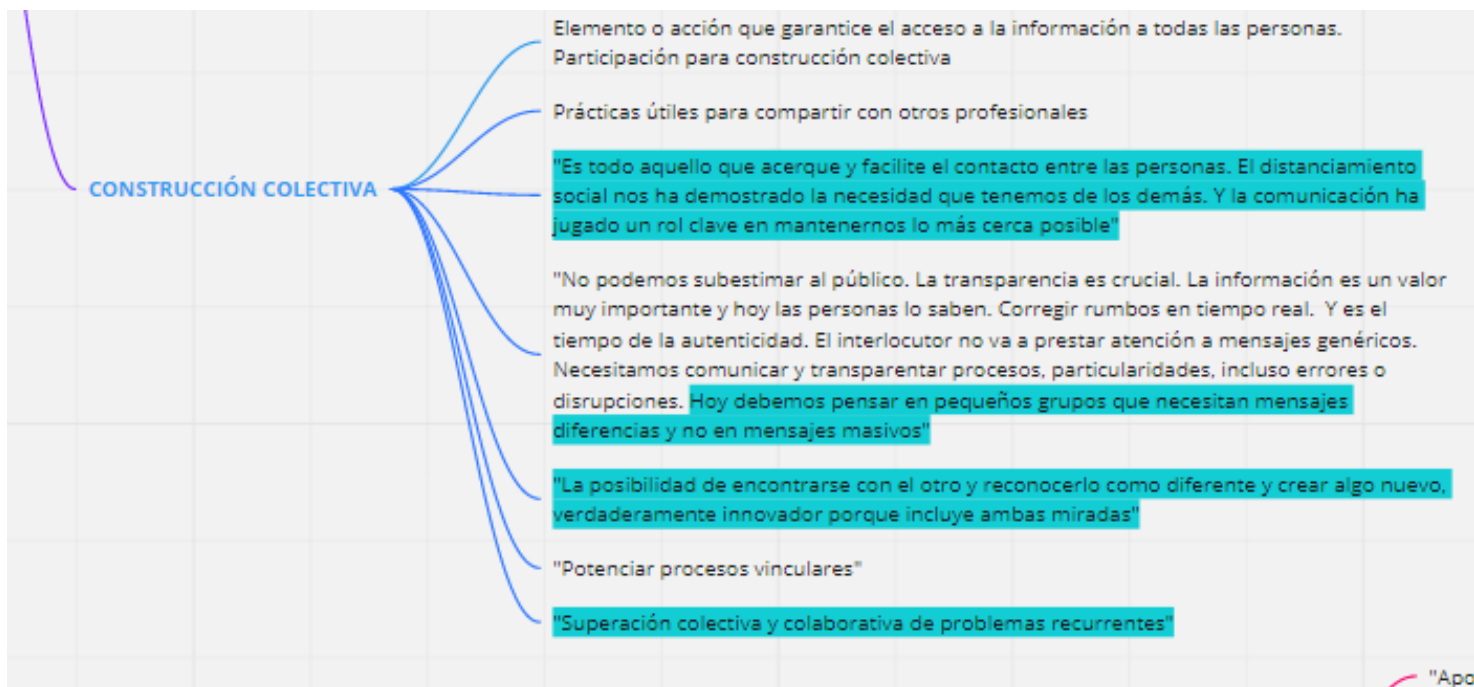 Elemento o acción que garantice el acceso a la información a todas las personas.
Participación para construcción colectiva
Prácticas útiles para compartir con otros profesionales
CONSTRUCCIÓN COLECTIVA
"Es todo aquello que acerque y facilite el contacto entre las personas. El distanciamiento
social nos ha demostrado la necesidad que tenemos de los demás. Y la comunicación ha
jugado un rol clave en mantenernos lo más cerca posible"
"No podemos subestimar al público. La transparencia es crucial. La información es un valor
muy importante y hoy las personas lo saben. Corregir rumbos en tiempo real.  Y es el
tiempo de la autenticidad. El interlocutor no va a prestar atención a mensajes genéricos.
Necesitamos comunicar y transparentar procesos, particularidades, incluso errores o
disrupciones. Hoy debemos pensar en pequeños grupos que necesitan mensajes
diferencias y no en mensajes masivos"
"La posibilidad de encontrarse con el otro y reconocerlo como diferente y crear algo nuevo,
verdaderamente innovador porque incluye ambas miradas"
"Potenciar procesos vinculares"
"Superación colectiva y colaborativa de problemas recurrentes"
"Apo